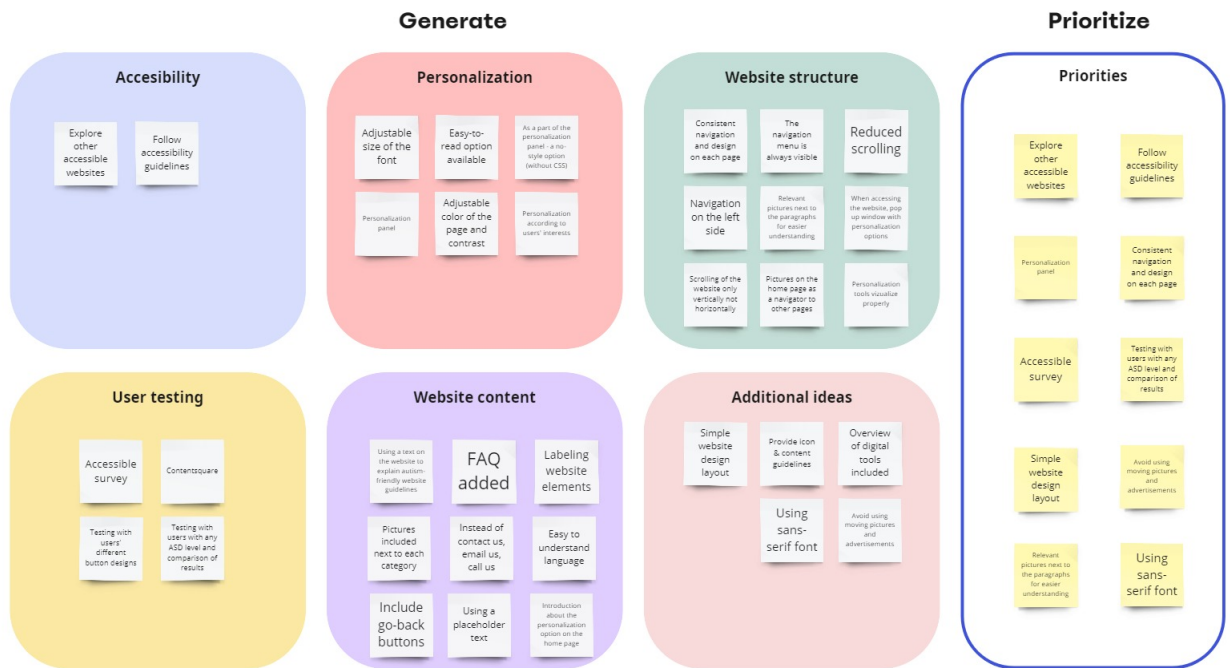 Generate
Accesibility
Explore
other
accessible
websites
Follow
accessibility
guidelines
Personalization
Adjustable
size of the
font
Easy-to-
read option
available
As a part of the
personalization
panel - a no-
style option
(without CSS)
Personalization
panel
Adjustable
color of the
page and
contrast
Personalization
according to
users' interests
Website structure
Consistent
navigation
and design
on each page
The
navigation
menu is
always visible
Reduced
scrolling
Navigation
on the left
side
Relevant
pictures next to
the paragraphs
for easier
understanding
When accessing
the website, pop
up window with
personalization
options
Scrolling of the
website only
vertically not
horizontally
Pictures on the
home page as
a navigator to
other pages
Personalization
tools vizualize
properly
User testing
Accessible
survey
Contentsquare
Testing with
users'
different
button designs
Testing with
users with any
ASD level and
comparison of
results
Website content
Using a text on
the website to
explain autism-
friendly website
guidelines
FAQ
added
Labeling
website
elements
Pictures
included
next to each
category
Instead of
contact us,
email us,
call us
Easy to
understand
language
Include
go-back
buttons
Using a
placeholder
text
Introduction
about the
personalization
option on the
home page
Additional ideas
Simple
website
design
layout
Provide icon
& content
guidelines
Overview
of digital
tools
included
Using
sans-
serif font
Avoid using
moving pictures
and
advertisements
Prioritize
Priorities
Explore
other
accessible
websites
Follow
accessibility
guidelines
Personalization
panel
Consistent
navigation
and design
on each page
Accessible
survey
Testing with
users with any
ASD level and
comparison of
results
Simple
website
design
layout
Avoid using
moving pictures
and
advertisements
Relevant
pictures next to
the paragraphs
for easier
understanding
Using
sans-
serif font